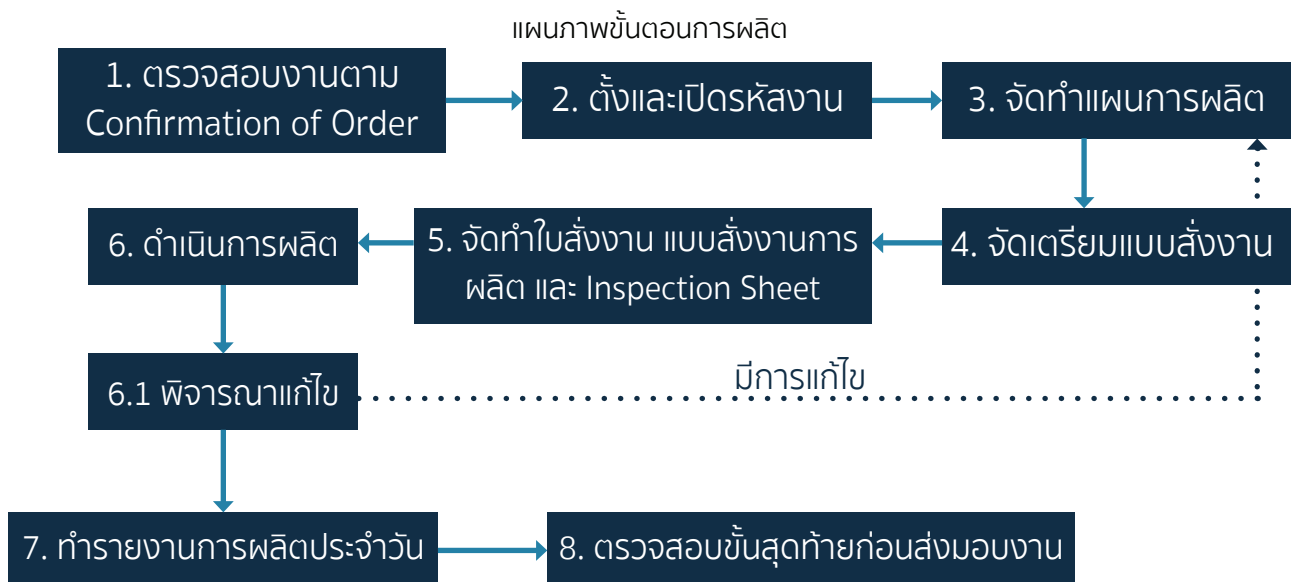 แผนภาพขั้นตอนการผลิต
1. ตรวจสอบงานตาม
Confirmation of Order
2. ตั้งและเปิดรหัสงาน
3. จัดทำแผนการผลิต
4. จัดเตรียมแบบสั่งงาน
5. จัดทำใบสั่งงาน แบบสั่งงานการ
ผลิต และ Inspection Sheet
6. ดำเนินการผลิต
6.1 พิจารณาแก้ไข
มีการแก้ไข
7. ทำรายงานการผลิตประจำวัน
8. ตรวจสอบขั้นสุดท้ายก่อนส่งมอบงาน